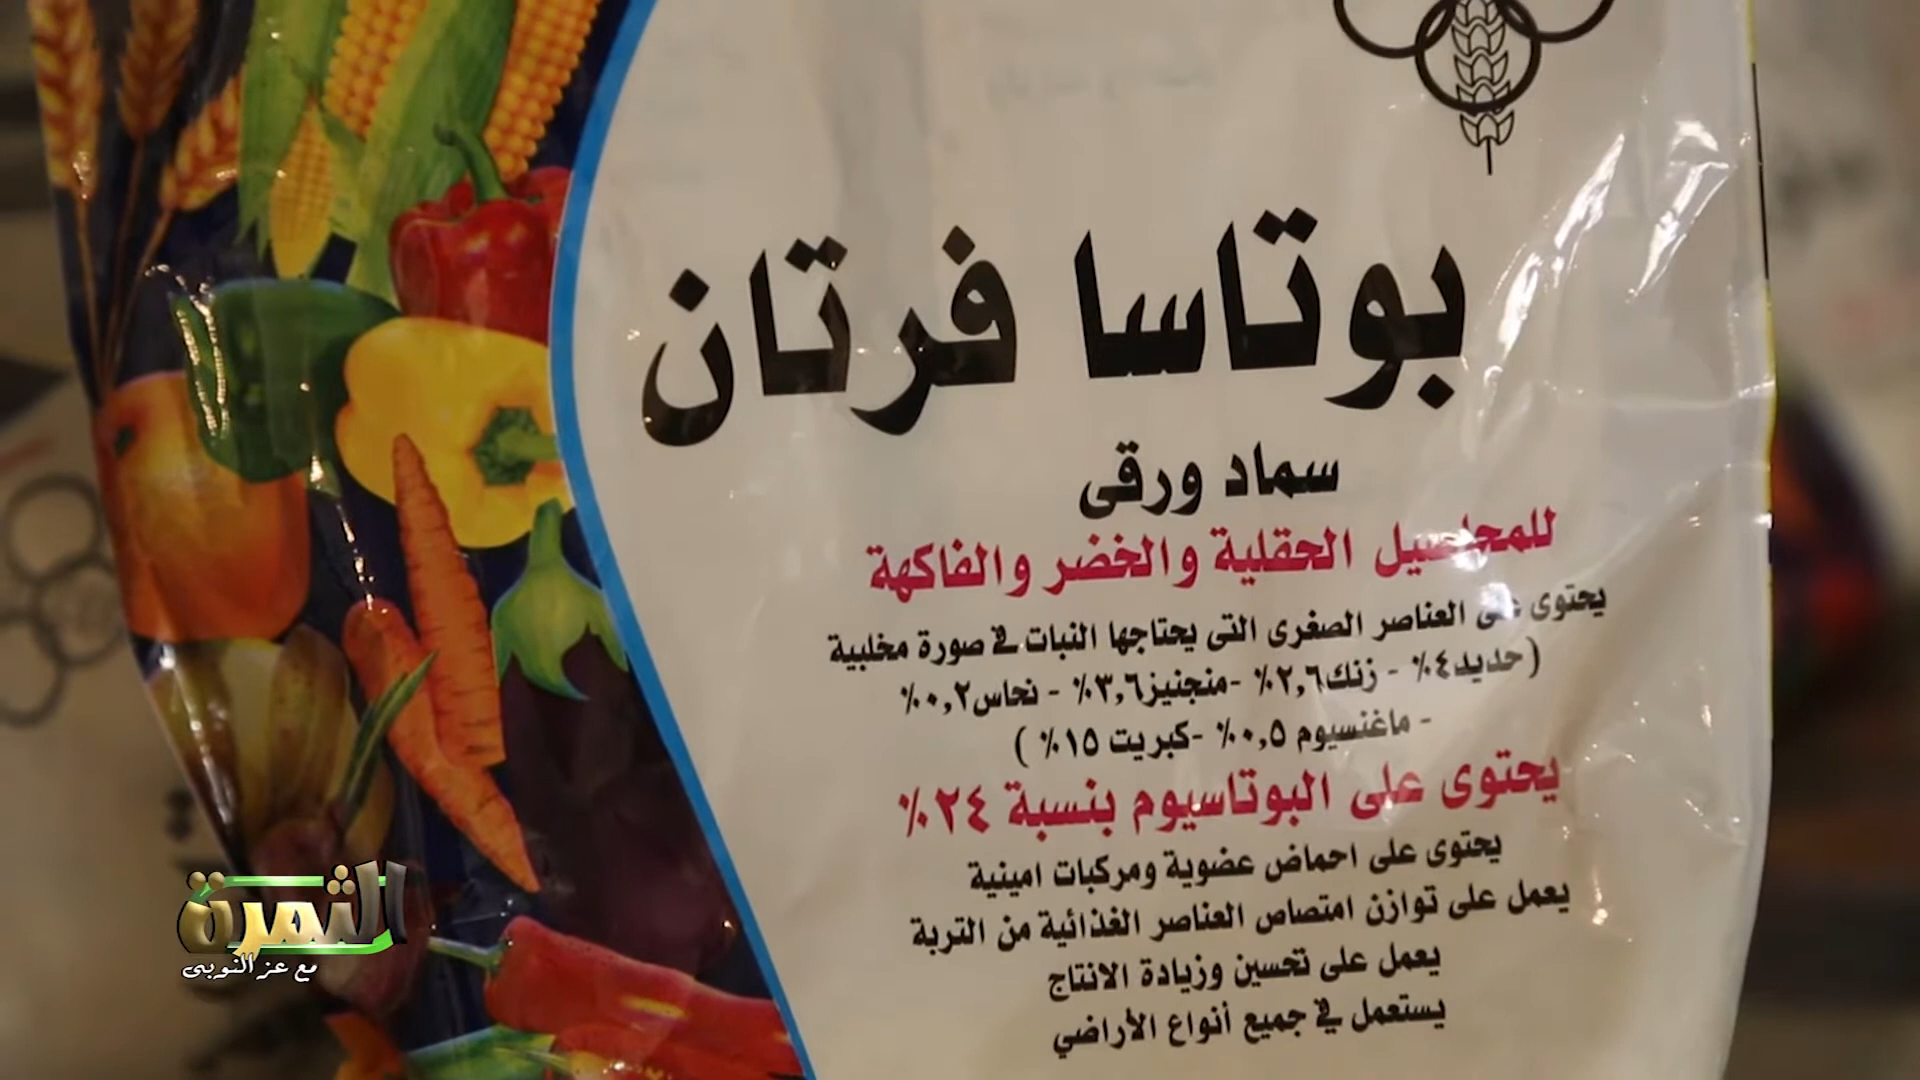 بوتاسا فرتان
سماد ورقى
للمحاصيل الحقلية والخضر والفاكهة
يحتوى على العناصر الصغرى التى يحتاجها النبات فى صورة مخلبية
(حديد٤٪ - زنك٢,٦٪ -منجنيز٣,٦٪ - نحاس٠,٢٪
- ماغنسيوم ٠,٥٪ -كبريت ١٥٪ )
يحتوى على البوتاسيوم بنسبة ٢٤٪
يحتوى على احماض عضوية ومركبات امينية
يعمل على توازن امتصاص العناصر الغذائية من التربة
يعمل على تحسين وزيادة الانتاج
يستعمل في جميع أنواع الأراضي
الثمرة
مع عز النوبى